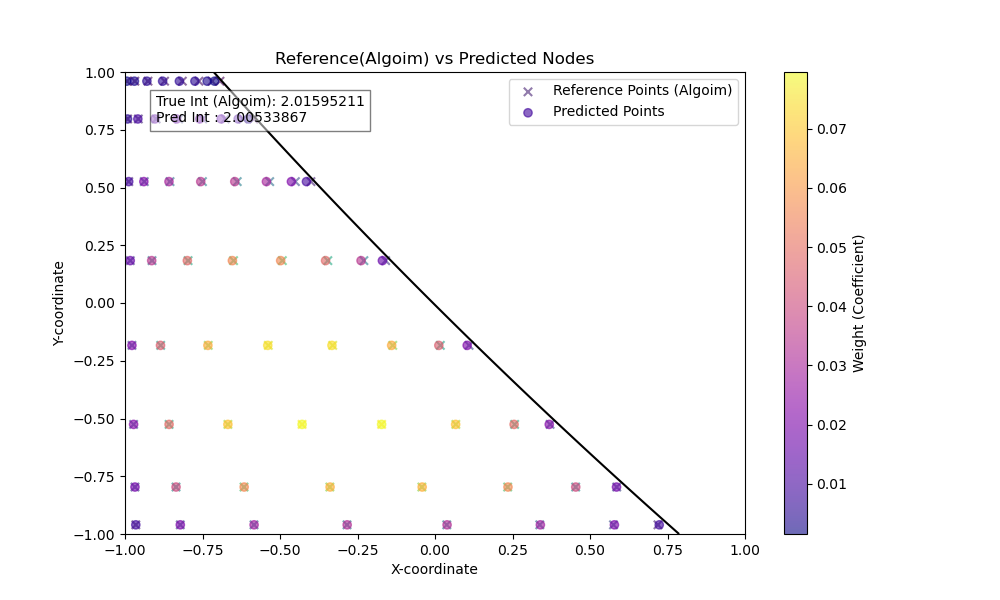 Reference(Algoim) vs Predicted Nodes
True Int (Algoim): 2.01595211
Pred Int : 2.00533867
Reference Points (Algoim)
Predicted Points
Y-coordinate
1.00
0.75
0.50
0.25
0.00
−0.25
−0.50
−0.75
−1.00
−1.00 −0.75 −0.50 −0.25 0.00 0.25 0.50 0.75 1.00
X-coordinate
0.07
0.06
0.05
0.04
0.03
0.02
0.01
Weight (Coefficient)